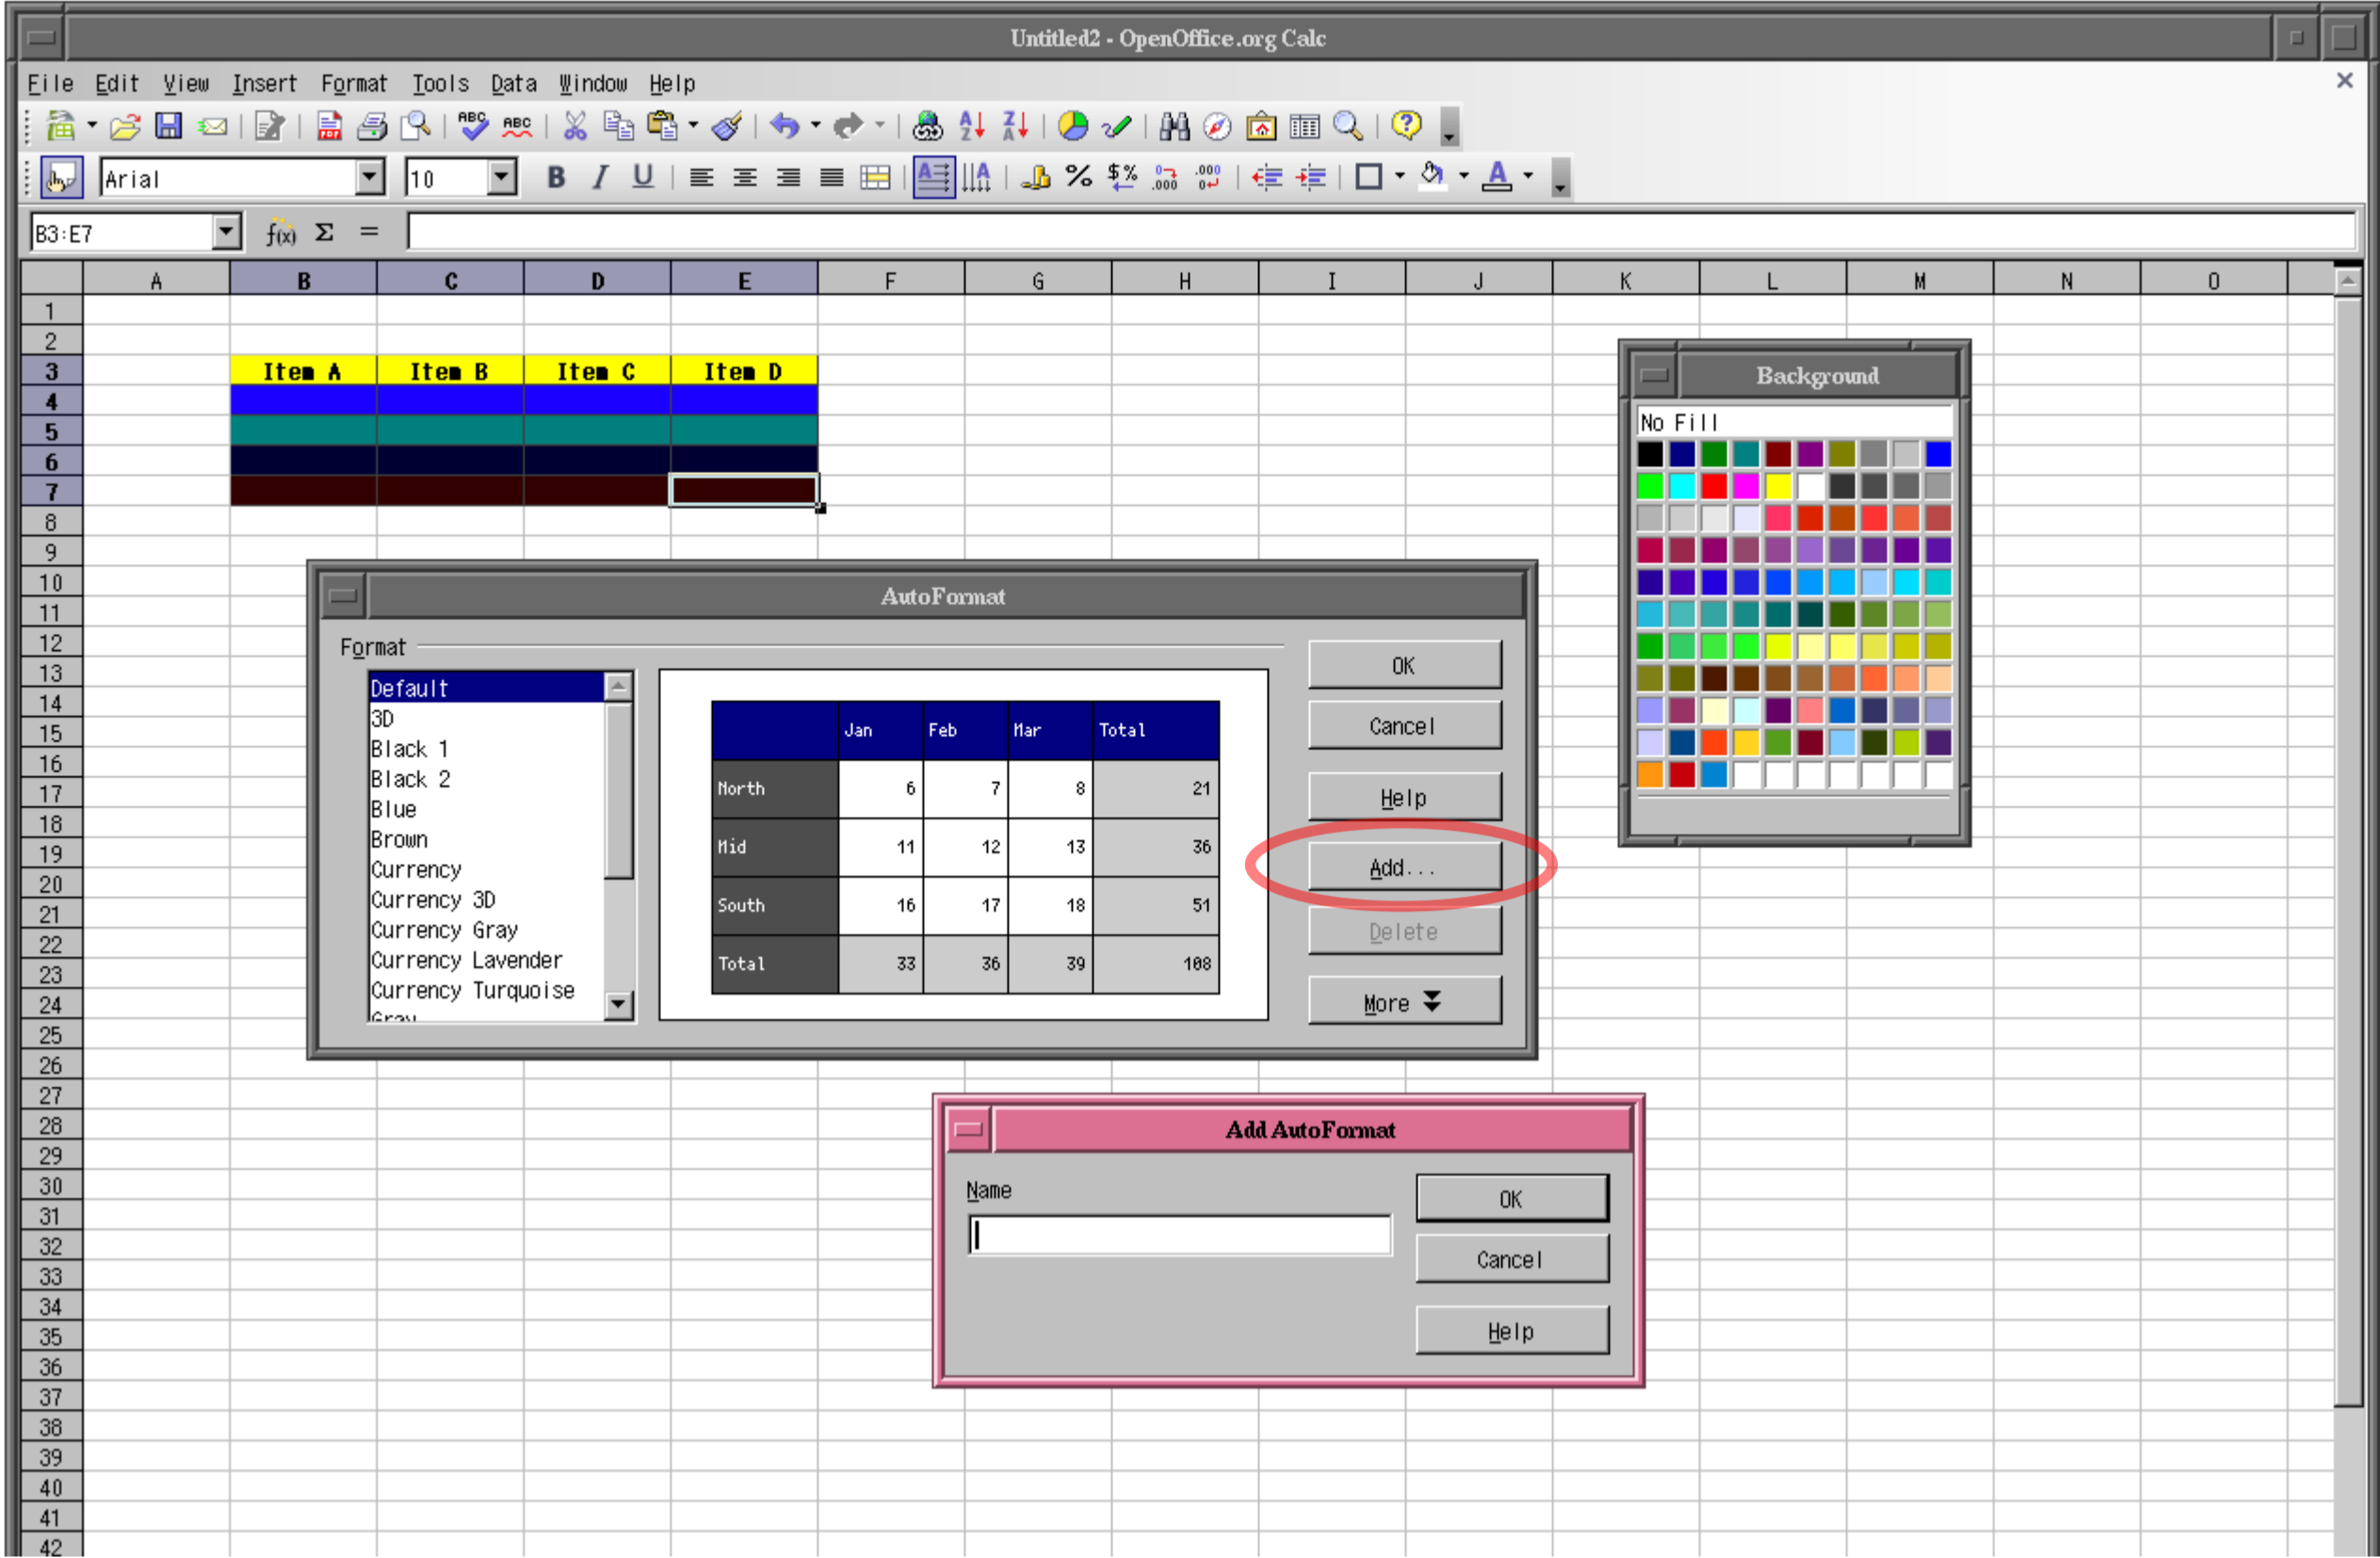 Untitled2 - OpenOffice.org Calc
File Edit View Insert Format Tools Data Window Help
Arial 10
B3:E7 f(x) Σ =
A B C D E F G H I J K L M N O
1
2
3 Item A Item B Item C Item D
4
5
6
7
8
9
10
11
12
13
14
15
16
17
18
19
20
21
22
23
24
25
26
27
28
29
30
31
32
33
34
35
36
37
38
39
40
41
42
Background
No Fill
AutoFormat
Format
Default
3D
Black 1
Black 2
Blue
Brown
Currency
Currency 3D
Currency Gray
Currency Lavender
Currency Turquoise
Gray
Jan Feb Mar Total
North 6 7 8 21
Mid 11 12 13 36
South 16 17 18 51
Total 33 36 39 108
OK
Cancel
Help
Add...
Delete
More
Add AutoFormat
Name
OK
Cancel
Help